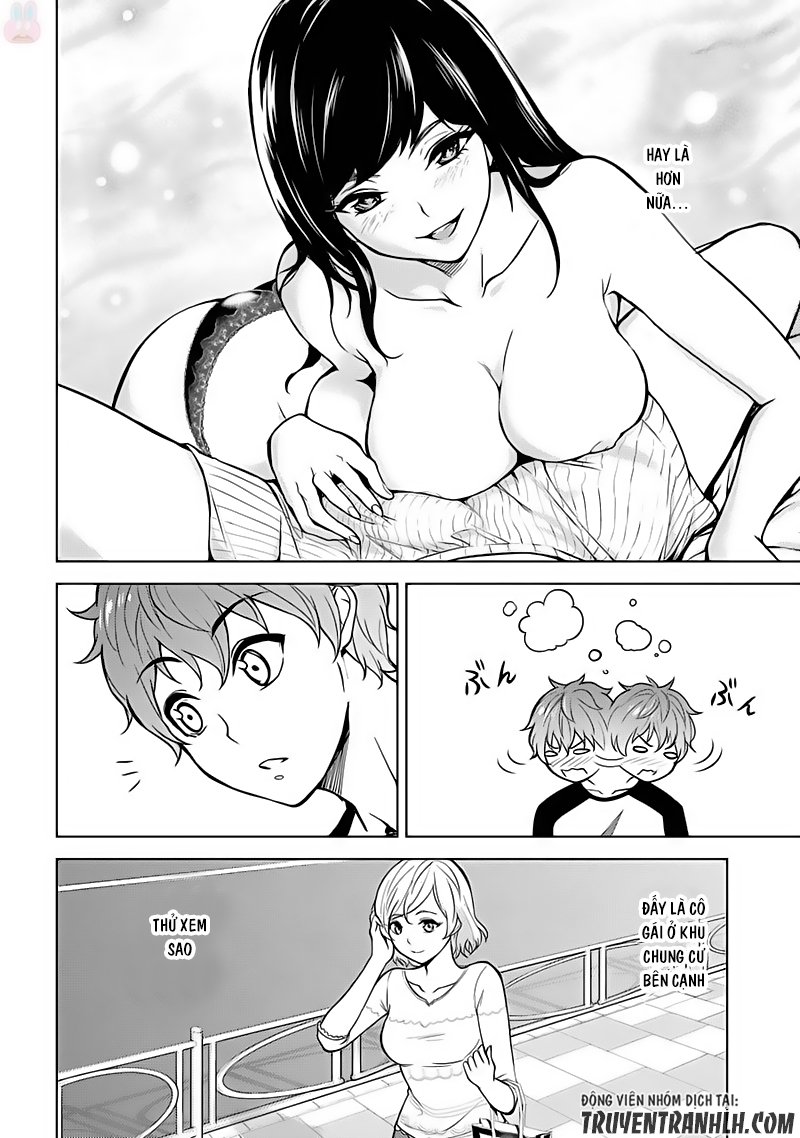 HAY LÀ
HƠN
NỮA...
ぶん
ぶん
ĐẤY LÀ CÔ
GÁI Ở KHU
CHUNG CƯ
BÊN CẠNH
THỬ XEM
SAO
ĐỘNG VIÊN NHÓM DỊCH TẠI:
TRUYENTRANHLH.COM